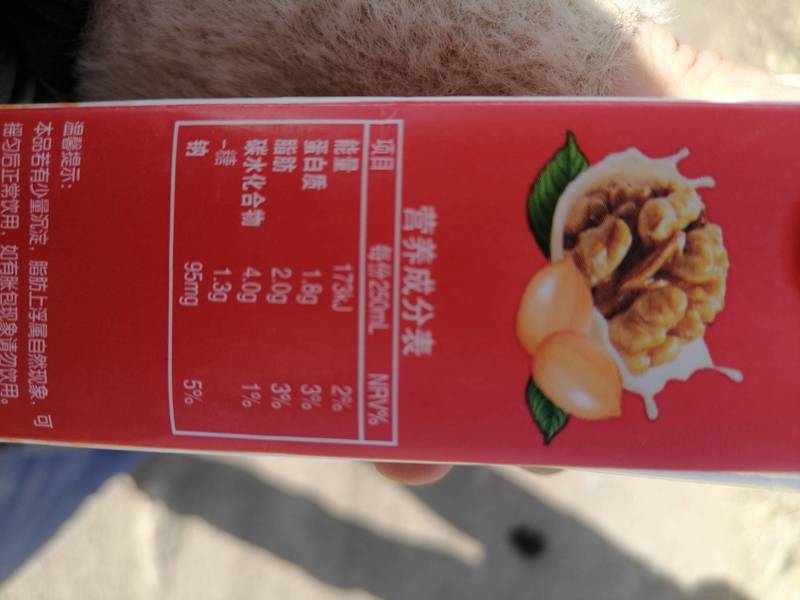 营养成分表
项目 每份250mL NRV%
能量 173kJ 2%
蛋白质 1.8g 3%
脂肪 2.0g 3%
碳水化合物 4.0g 1%
-糖 1.3g
钠 95mg 5%
温馨提示:
本品若有少量沉淀,脂肪上浮属自然现象,可
摇匀后正常饮用,如有胀包现象请勿饮用。